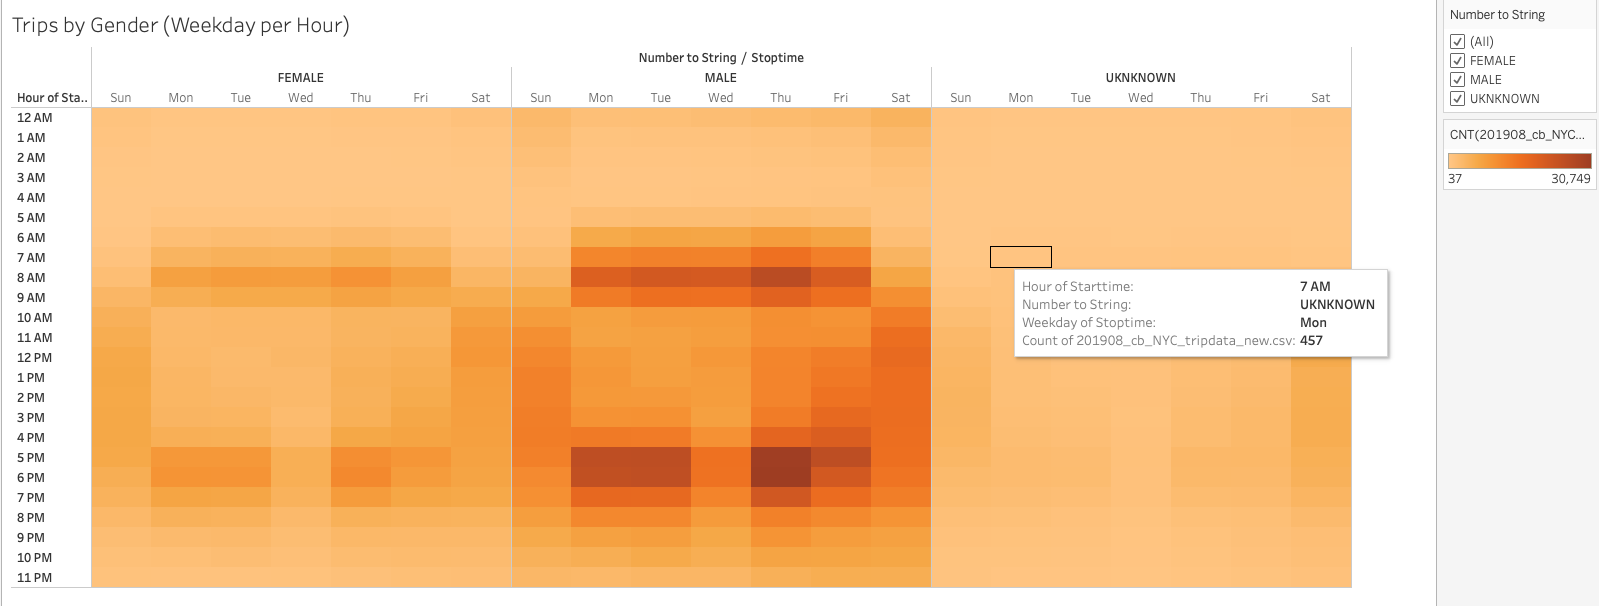 Trips by Gender (Weekday per Hour)
Number to String / Stoptime
FEMALE MALE UKNKNOWN
Hour of Sta.. Sun Mon Tue Wed Thu Fri Sat Sun Mon Tue Wed Thu Fri Sat Sun Mon Tue Wed Thu Fri Sat
12 AM
1 AM
2 AM
3 AM
4 AM
5 AM
6 AM
7 AM
8 AM
9 AM
10 AM
11 AM
12 PM
1 PM
2 PM
3 PM
4 PM
5 PM
6 PM
7 PM
8 PM
9 PM
10 PM
11 PM
Hour of Starttime: 7 AM
Number to String: UKNKNOWN
Weekday of Stoptime: Mon
Count of 201908_cb_NYC_tripdata_new.csv: 457
Number to String
(All)
FEMALE
MALE
UKNKNOWN
CNT(201908_cb_NYC...
37 30,749